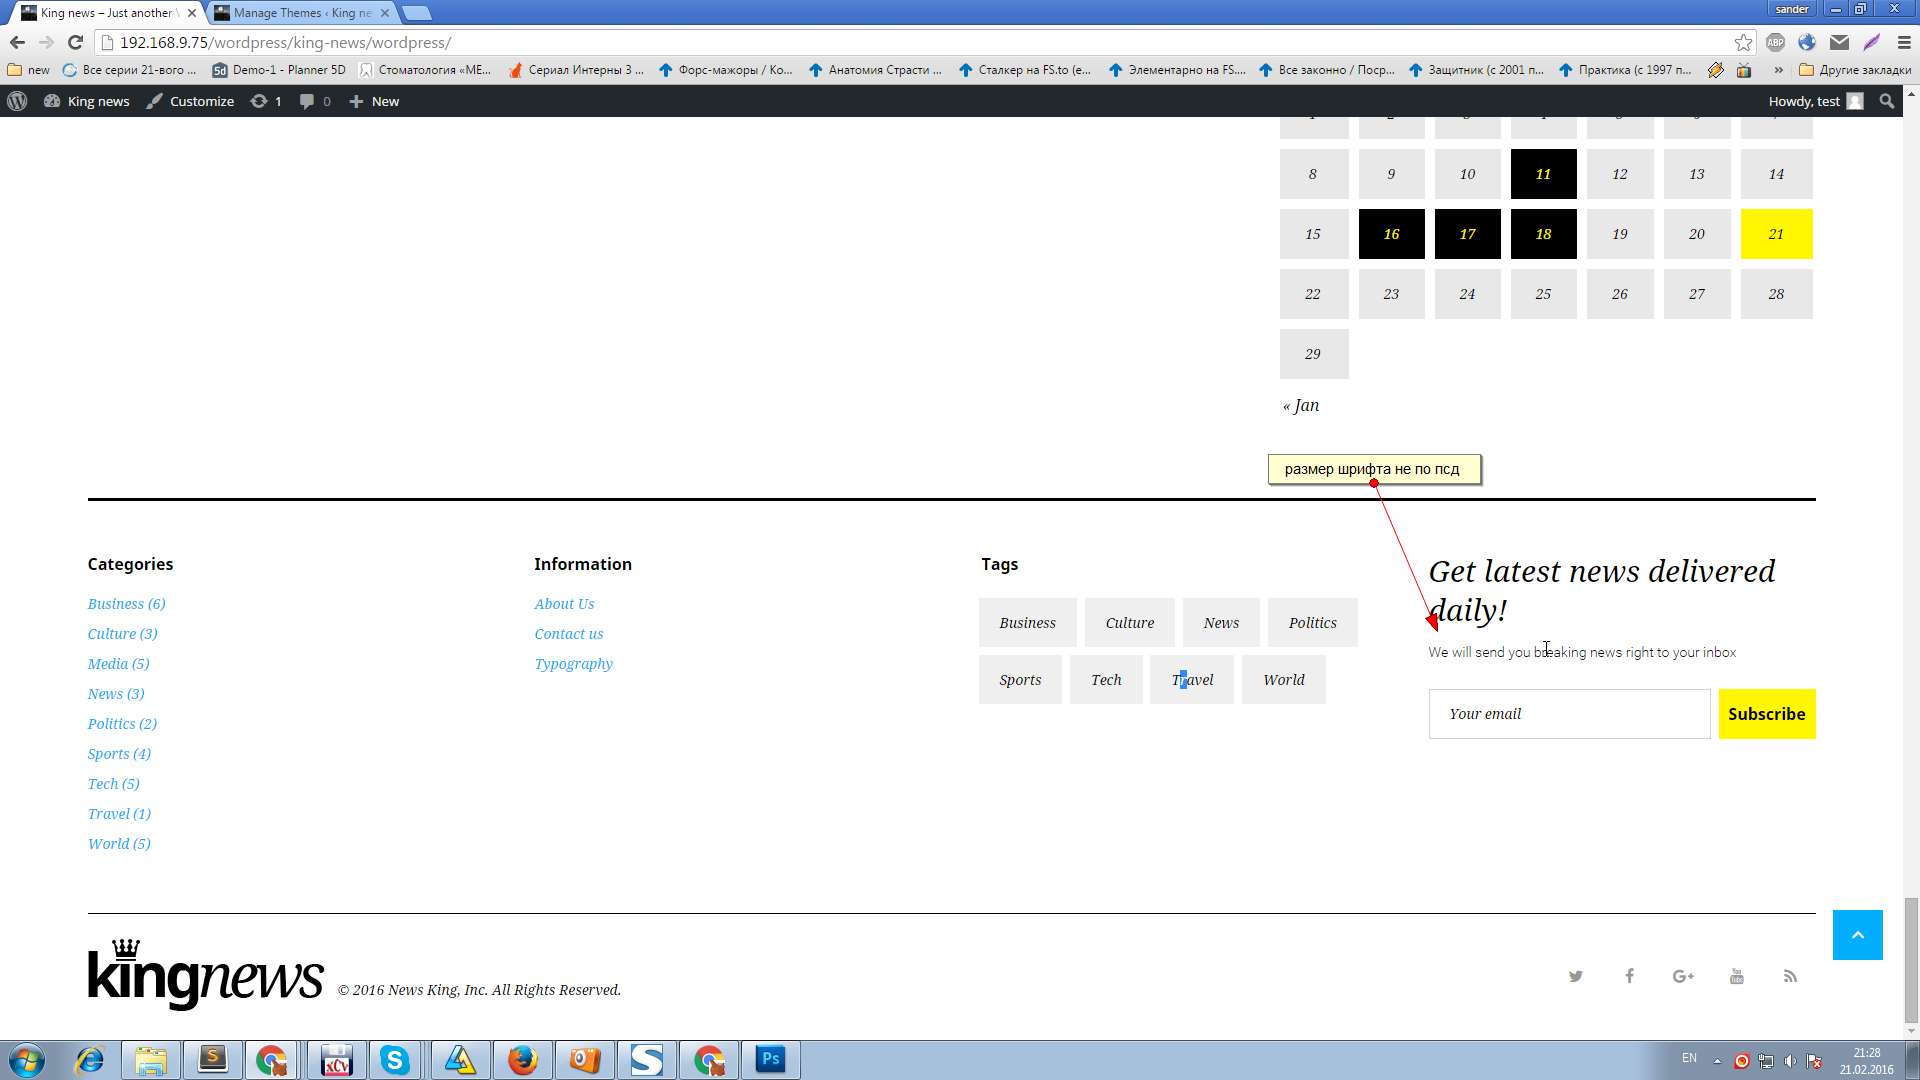 King news – Just another
Manage Themes ‹ King ne
sander
192.168.9.75/wordpress/king-news/wordpress/
ABP
new
Все серии 21-вого ...
5d
Demo-1 - Planner 5D
Стоматология «МЕ...
Сериал Интерны 3 ...
Форс-мажоры / Ко...
Анатомия Страсти ...
Сталкер на FS.to (е...
Элементарно на FS....
Все законно / Поср...
Защитник (с 2001 п...
Практика (с 1997 п...
»
Другие закладки
King news
Customize
1
0
New
Howdy, test
8 9 10 11 12 13 14
15 16 17 18 19 20 21
22 23 24 25 26 27 28
29
« Jan
размер шрифта не по псд
Categories
Business (6)
Culture (3)
Media (5)
News (3)
Politics (2)
Sports (4)
Tech (5)
Travel (1)
World (5)
Information
About Us
Contact us
Typography
Tags
Business Culture News Politics
Sports Tech Travel World
Get latest news delivered
daily!
We will send you breaking news right to your inbox
Your email
Subscribe
kingnews
© 2016 News King, Inc. All Rights Reserved.
G+
You
Tube
S
xCv
S
S
Ps
EN
21:28
21.02.2016